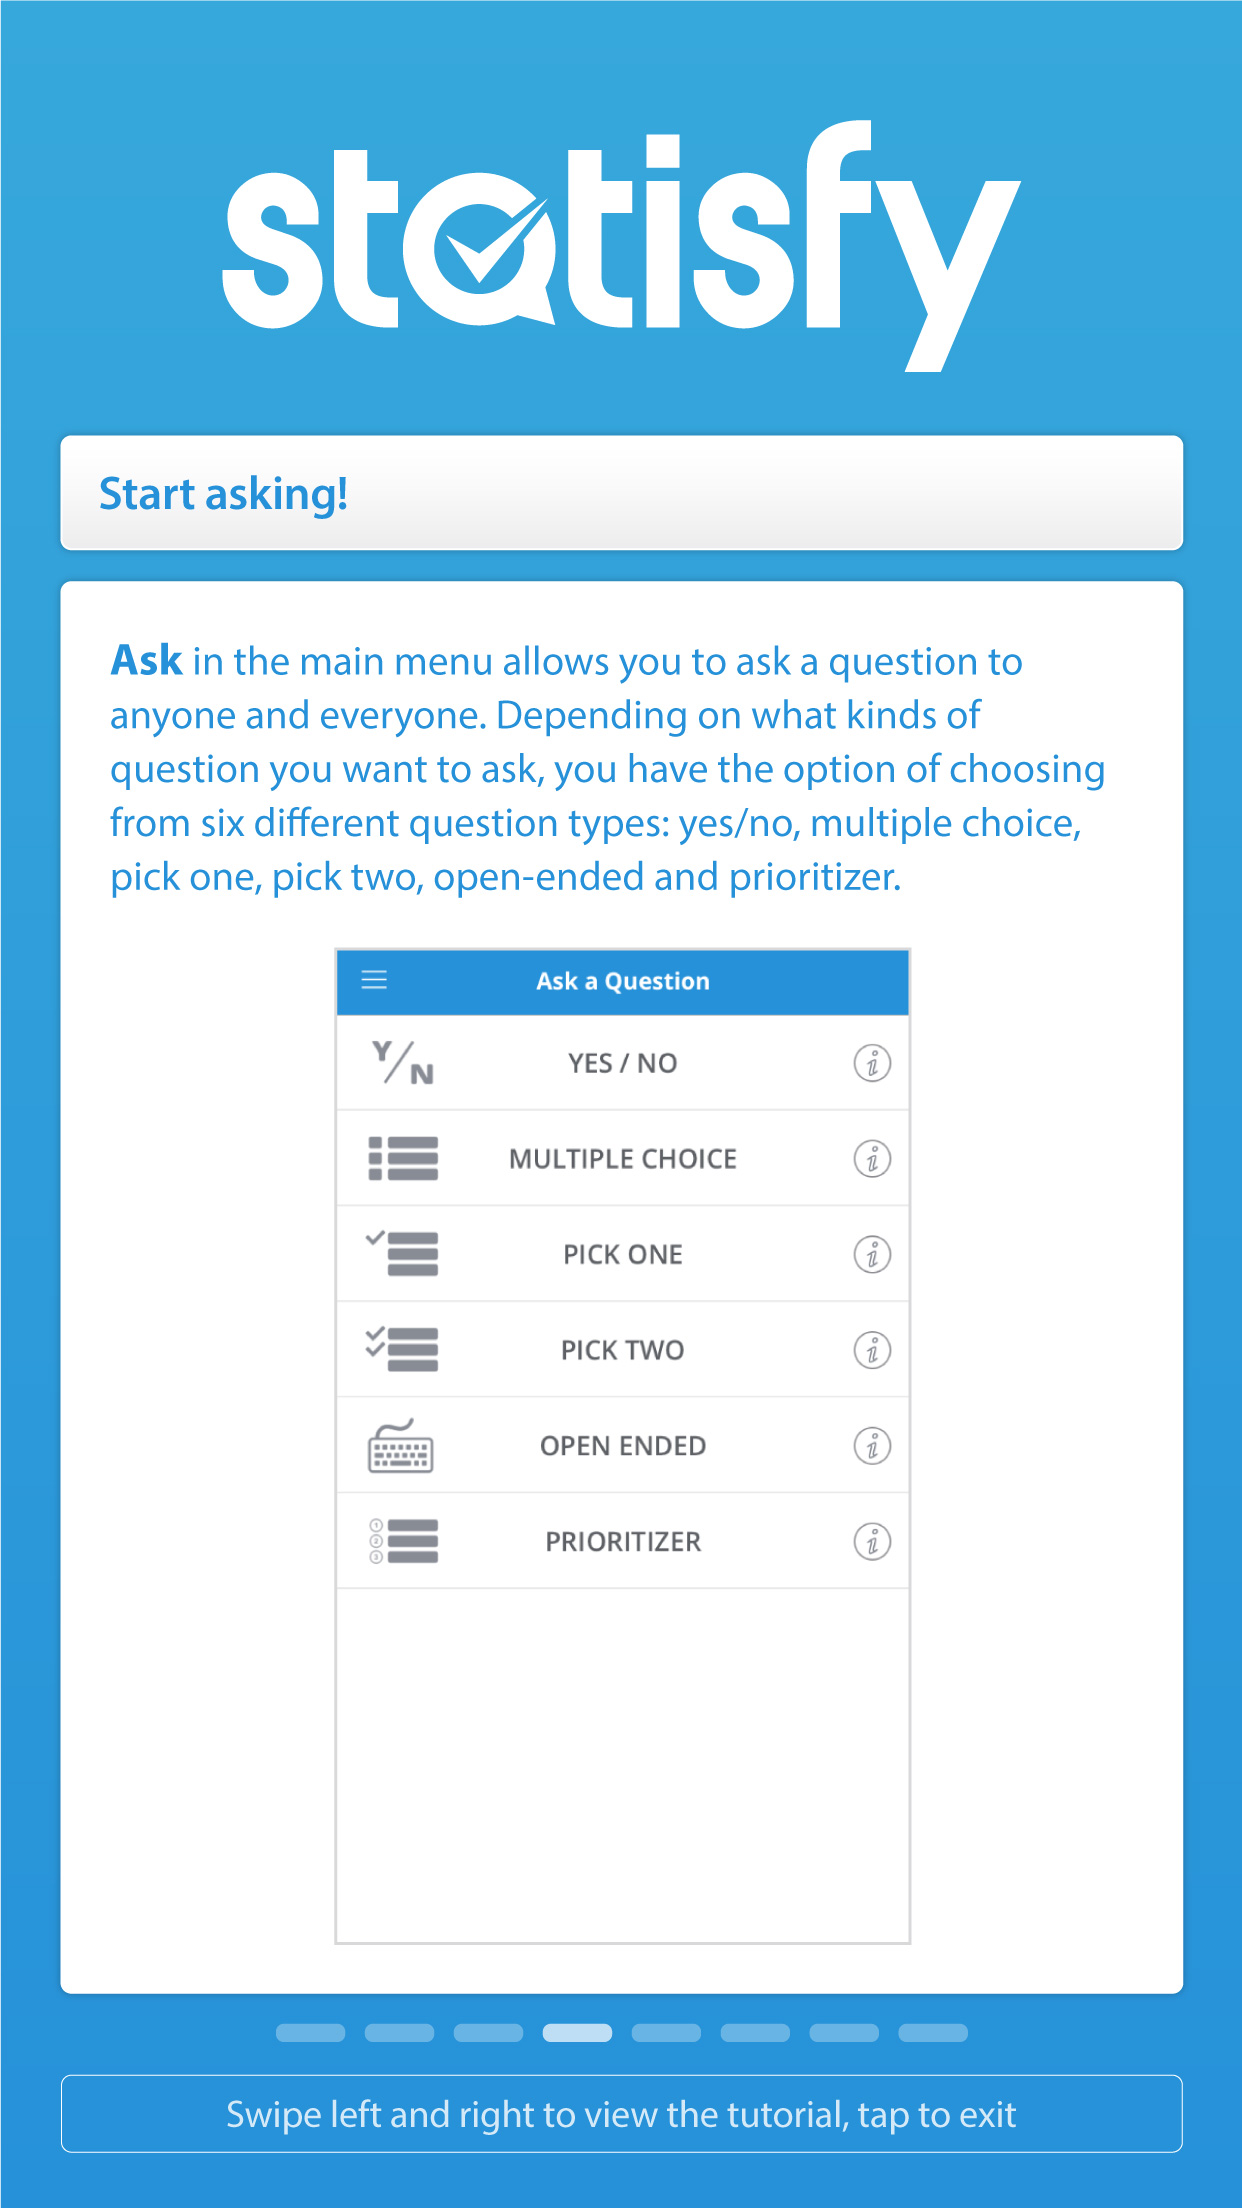 statisfy
Start asking!
Ask in the main menu allows you to ask a question to
anyone and everyone. Depending on what kinds of
question you want to ask, you have the option of choosing
from six different question types: yes/no, multiple choice,
pick one, pick two, open-ended and prioritizer.
Ask a Question
Y/N YES / NO i
MULTIPLE CHOICE i
PICK ONE i
PICK TWO i
OPEN ENDED i
1 2 3 PRIORITIZER i
Swipe left and right to view the tutorial, tap to exit